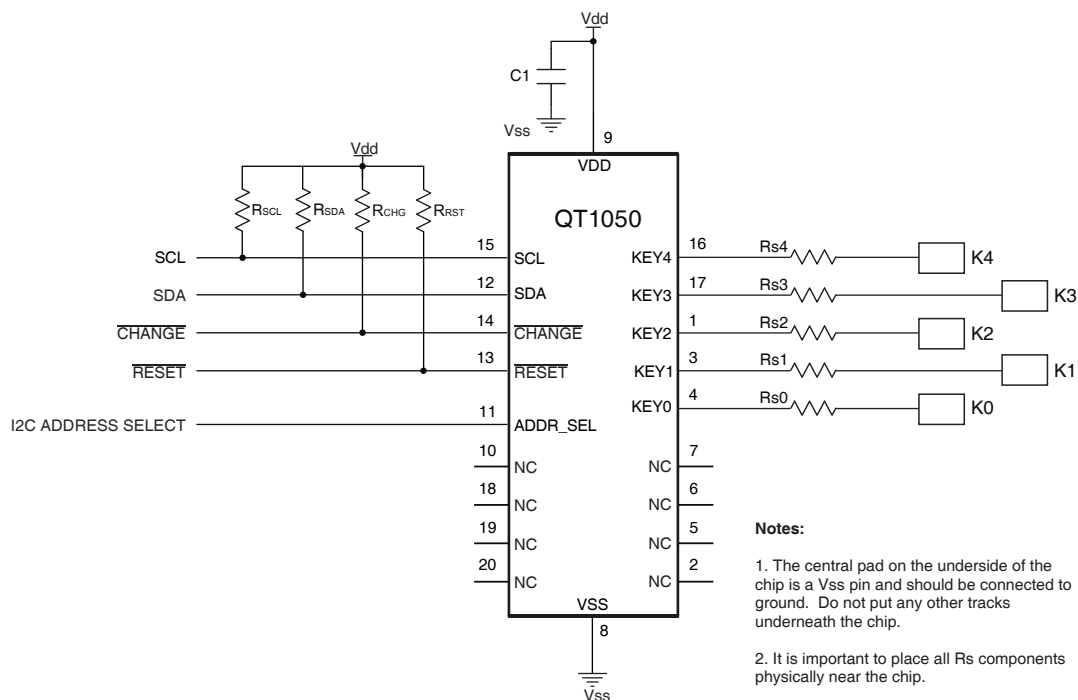 Vdd
C1
Vss
9
VDD
Vdd
RSCL
RSDA
RCHG
RRST
QT1050
SCL 15 SCL
SDA 12 SDA
CHANGE 14 CHANGE
RESET 13 RESET
I2C ADDRESS SELECT 11 ADDR_SEL
10 NC
18 NC
19 NC
20 NC
KEY4 16 Rs4 K4
KEY3 17 Rs3 K3
KEY2 1 Rs2 K2
KEY1 3 Rs1 K1
KEY0 4 Rs0 K0
NC 7
NC 6
NC 5
NC 2
VSS
8
Vss
Notes:
1. The central pad on the underside of the
chip is a Vss pin and should be connected to
ground. Do not put any other tracks
underneath the chip.
2. It is important to place all Rs components
physically near the chip.